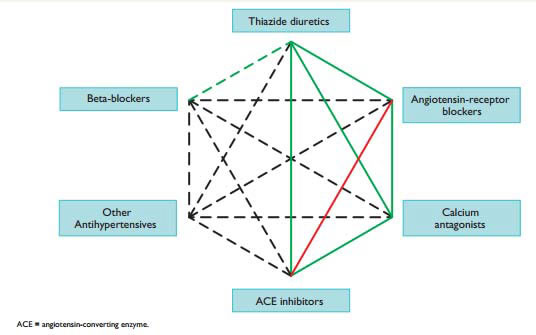 Thiazide diuretics
Beta-blockers
Angiotensin-receptor
blockers
Other
Antihypertensives
Calcium
antagonists
ACE inhibitors
ACE = angiotensin-converting enzyme.